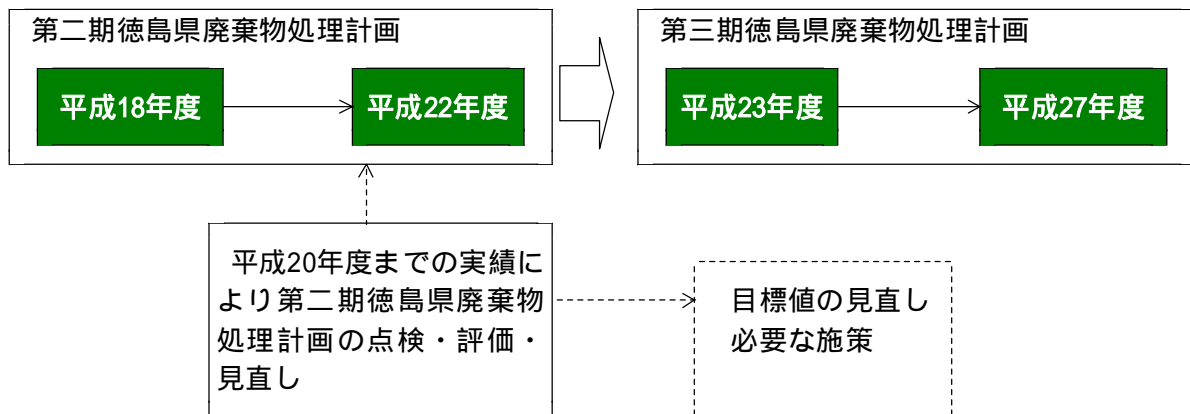 第二期徳島県廃棄物処理計画
平成18年度
平成22年度
第三期徳島県廃棄物処理計画
平成23年度
平成27年度
平成20年度までの実績に
より第二期徳島県廃棄物
処理計画の点検・評価・
見直し
目標値の見直し
必要な施策